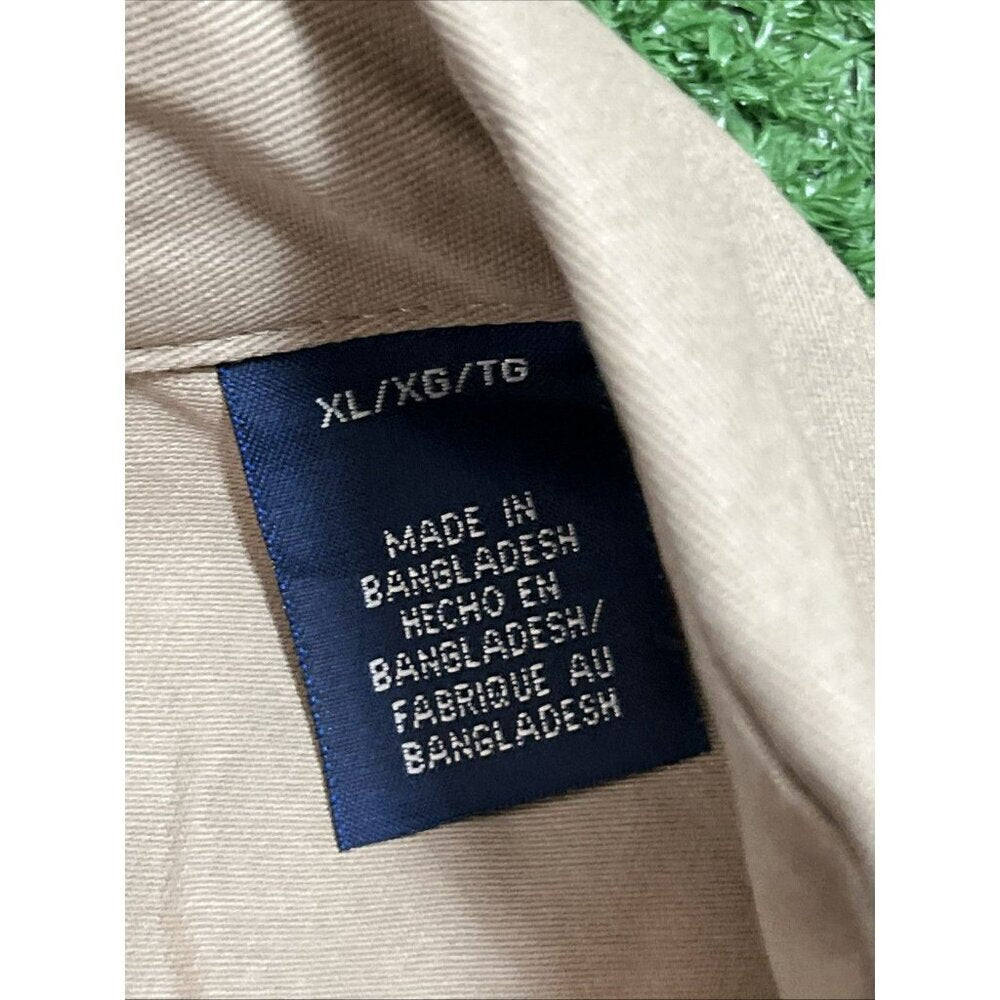 XL/XG/TG
MADE IN
BANGLADESH
HECHO EN
BANGLADESH/
FABRIQUE AU
BANGLADESH